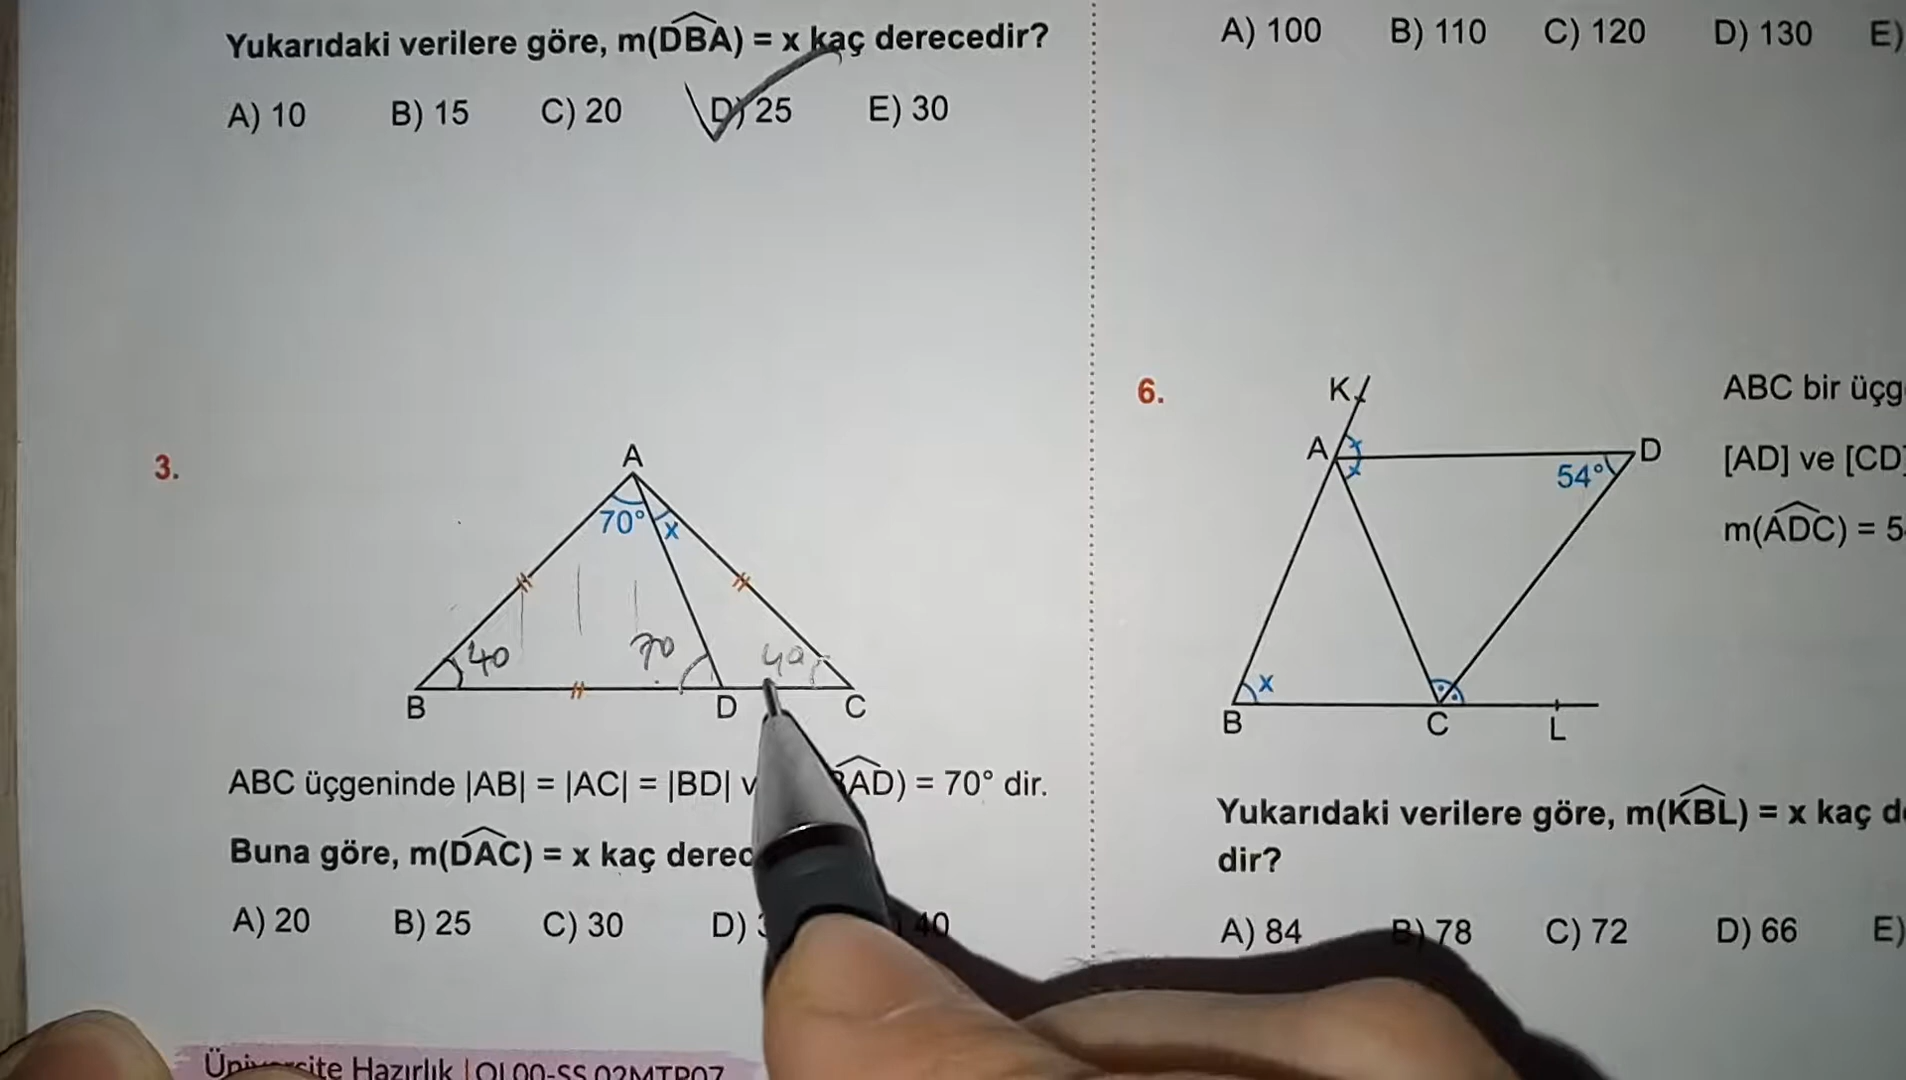 Yukarıdaki verilere göre, m(DBA) = x kaç derecedir?
A) 10 B) 15 C) 20 D) 25 E) 30
3.
A
70° x
40 70 40
B D C
ABC üçgeninde |AB| = |AC| = |BD| v AD) = 70° dir.
Buna göre, m(DAC) = x kaç derec
A) 20 B) 25 C) 30 D) 40
Üniversite Hazırlık
A) 100 B) 110 C) 120 D) 130 E)
6.
K
A x x D
54°
B x C L
ABC bir üçg
[AD] ve [CD]
m(ADC) = 5
Yukarıdaki verilere göre, m(KBL) = x kaç d
dir?
A) 84 B) 78 C) 72 D) 66 E)